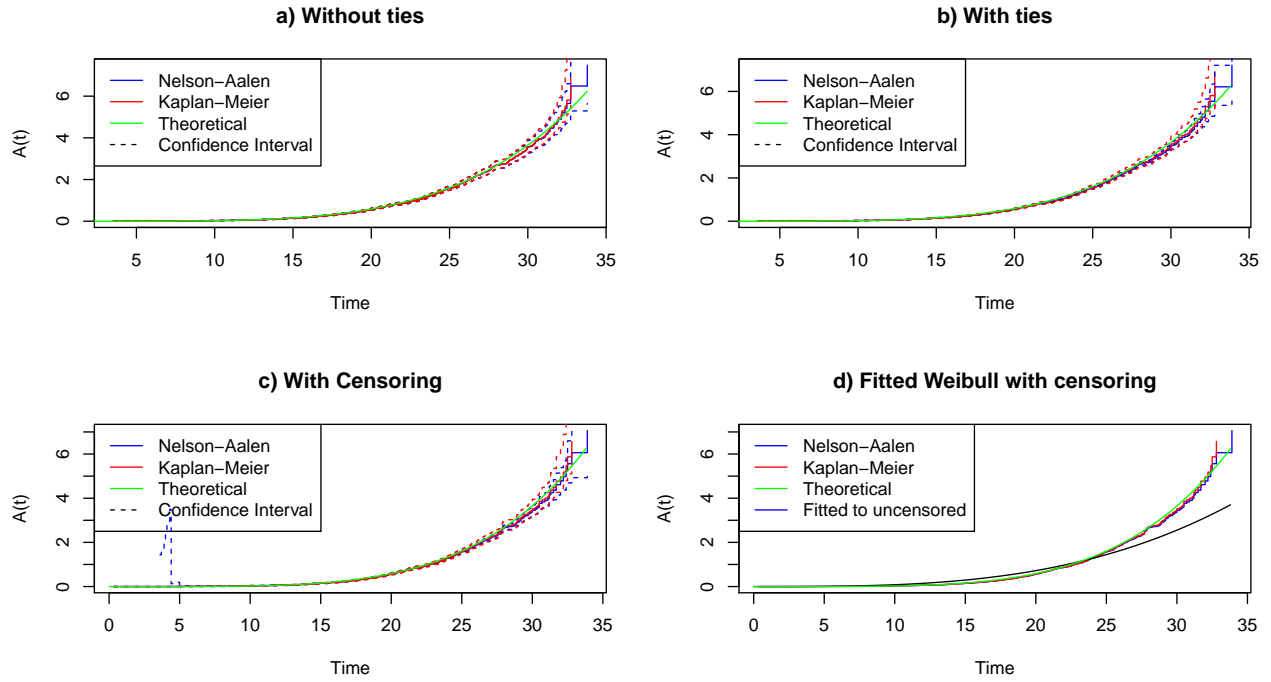 a) Without ties
A(t)
0 2 4 6
Nelson−Aalen
Kaplan−Meier
Theoretical
Confidence Interval
5 10 15 20 25 30 35
Time
b) With ties
A(t)
0 2 4 6
Nelson−Aalen
Kaplan−Meier
Theoretical
Confidence Interval
5 10 15 20 25 30 35
Time
c) With Censoring
A(t)
0 2 4 6
Nelson−Aalen
Kaplan−Meier
Theoretical
Confidence Interval
0 5 10 15 20 25 30 35
Time
d) Fitted Weibull with censoring
A(t)
0 2 4 6
Nelson−Aalen
Kaplan−Meier
Theoretical
Fitted to uncensored
0 5 10 15 20 25 30 35
Time